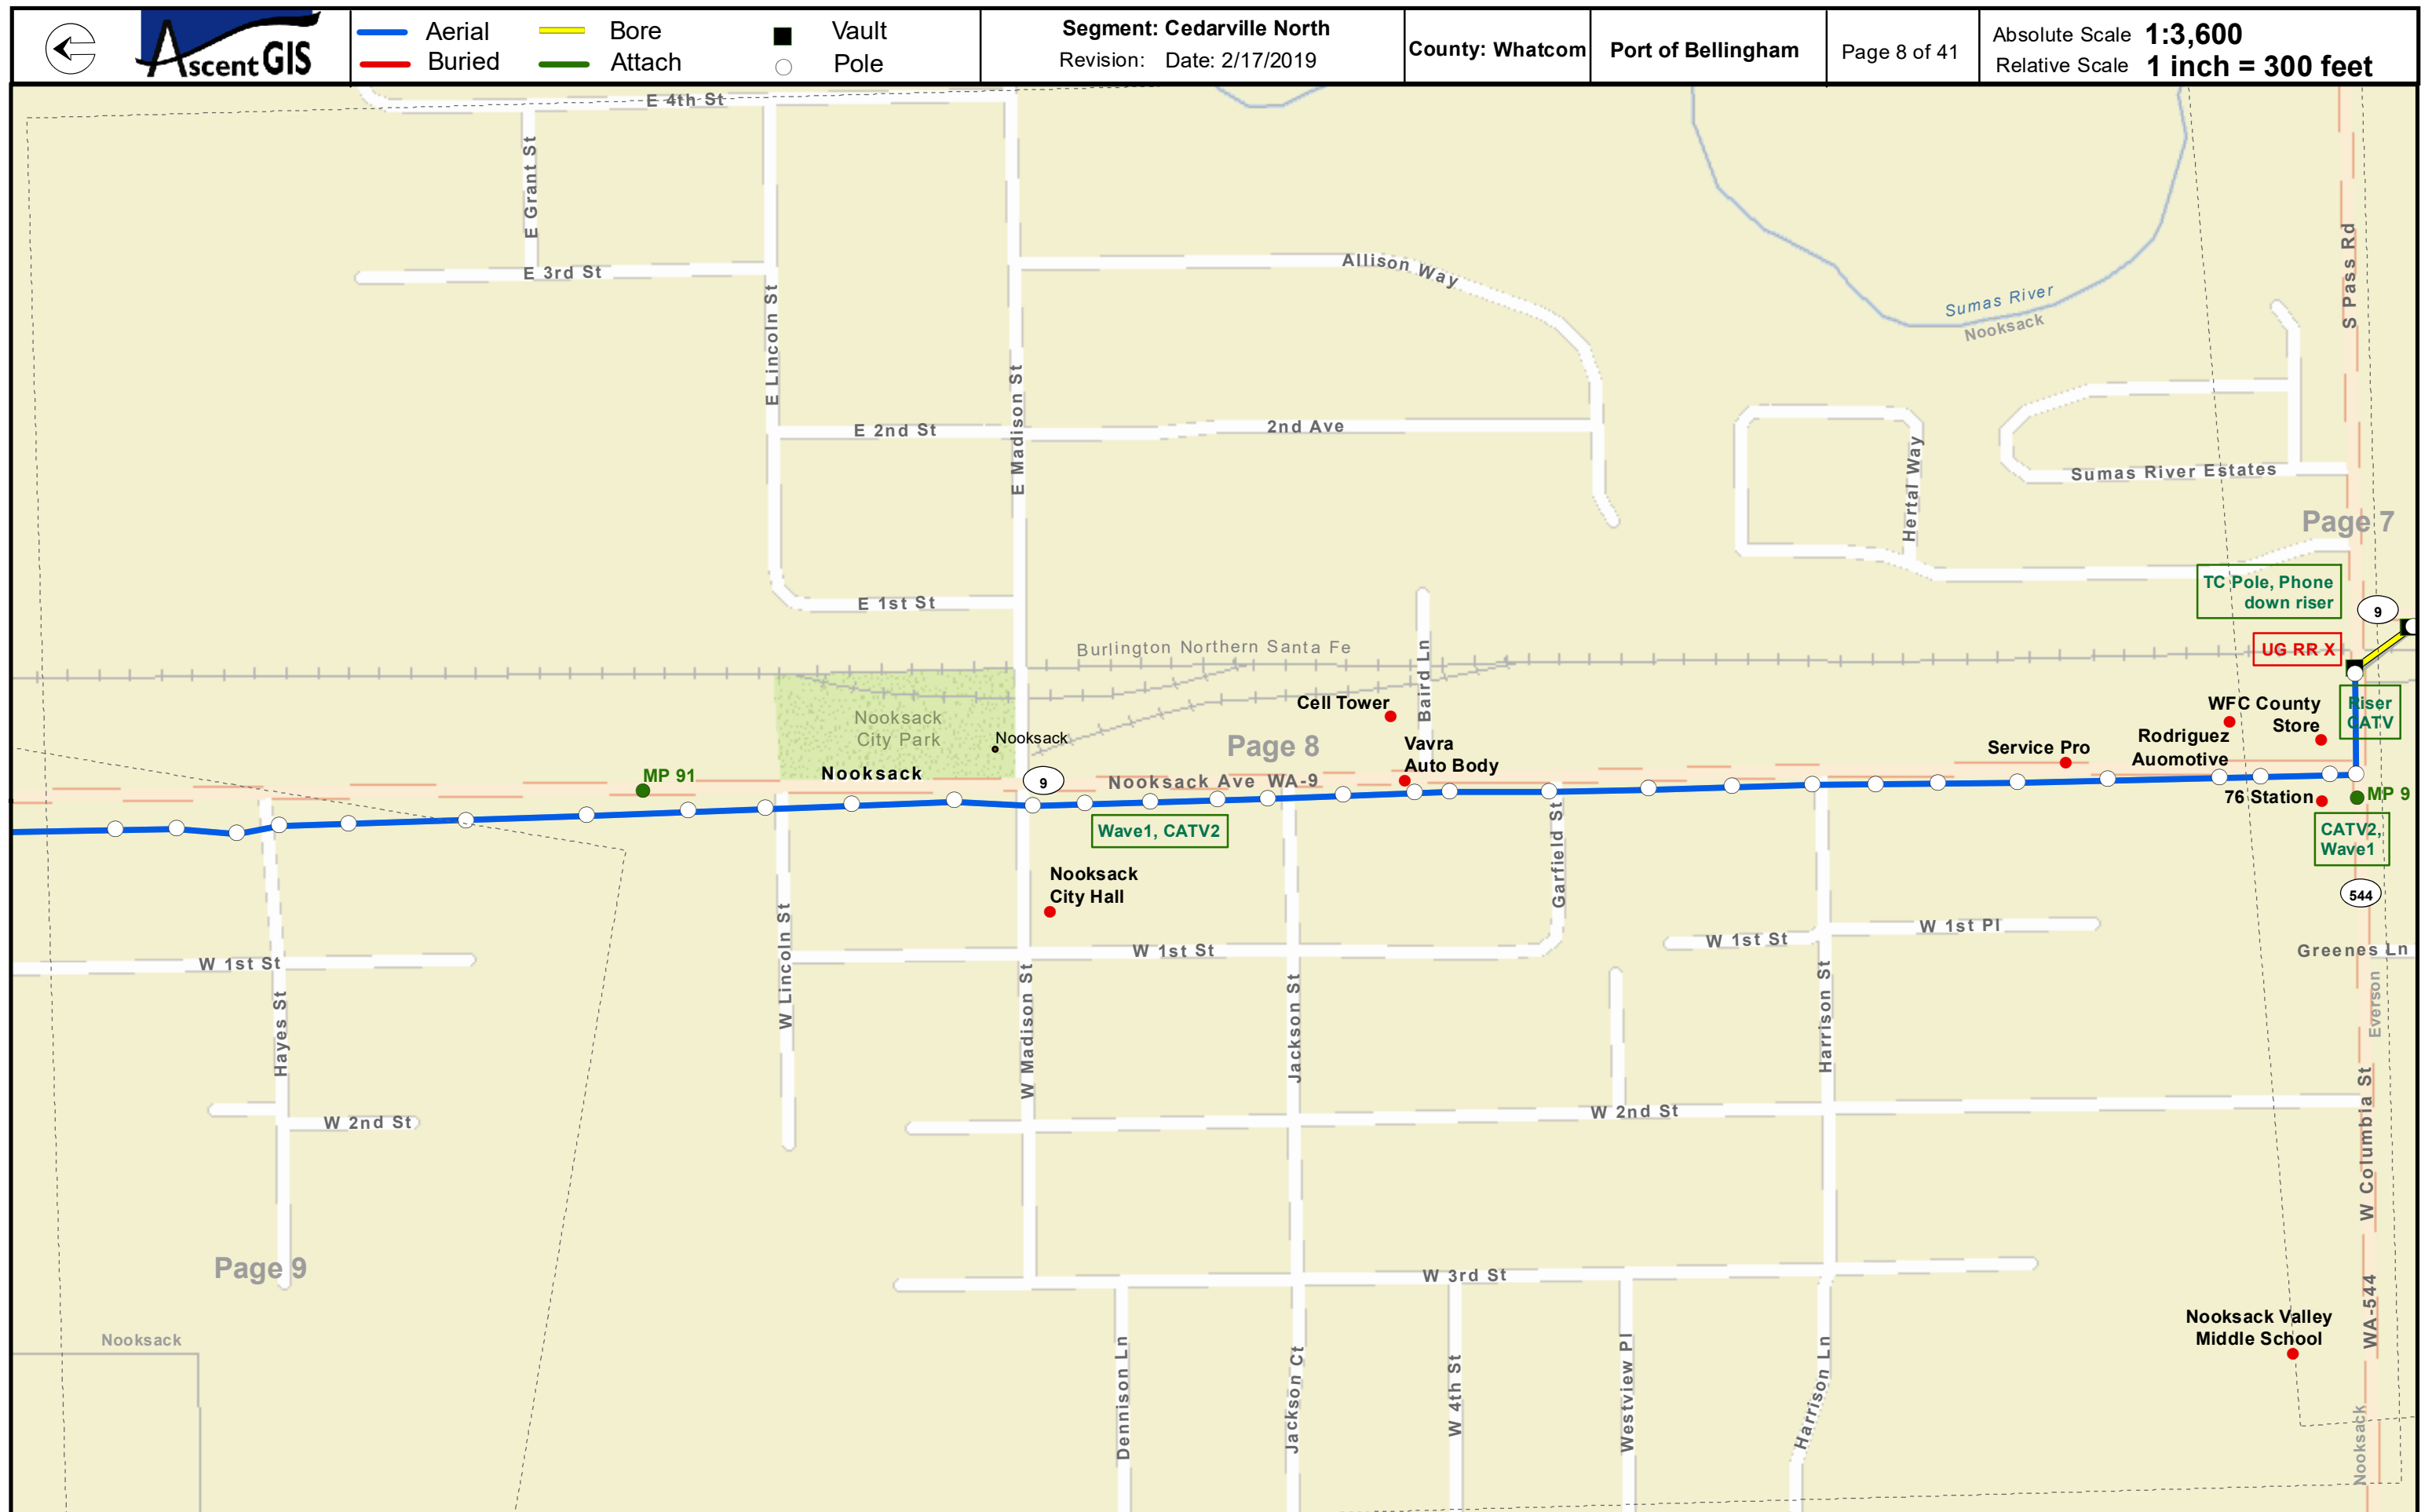 Ascent GIS
Aerial
Buried
Bore
Attach
Vault
Pole
Segment: Cedarville North
Revision: Date: 2/17/2019
County: Whatcom
Port of Bellingham
Page 8 of 41
Absolute Scale 1:3,600
Relative Scale 1 inch = 300 feet
E 4th St
E Grant St
E 3rd St
E Lincoln St
E Madison St
Allison Way
Sumas River
Nooksack
S Pass Rd
E 2nd St
2nd Ave
Hertal Way
Sumas River Estates
Page 7
TC Pole, Phone
down riser
9
E 1st St
Burlington Northern Santa Fe
Baird Ln
UG RR X
Nooksack
City Park
Nooksack
Cell Tower
WFC County
Store
Riser
CATV
Page 8
Vavra
Auto Body
Service Pro
Rodriguez
Auomotive
MP 91
Nooksack
9
Nooksack Ave WA-9
76 Station
MP 9
Wave1, CATV2
CATV2,
Wave1
Garfield St
Nooksack
City Hall
544
W 1st St
Hayes St
W Lincoln St
W Madison St
W 1st St
Jackson St
W 1st St
W 1st Pl
Harrison St
Greenes Ln
Everson
W 2nd St
W 2nd St
W Columbia St
Page 9
W 3rd St
WA-544
Nooksack
Dennison Ln
Jackson Ct
W 4th St
Westview Pl
Harrison Ln
Nooksack Valley
Middle School
Nooksack